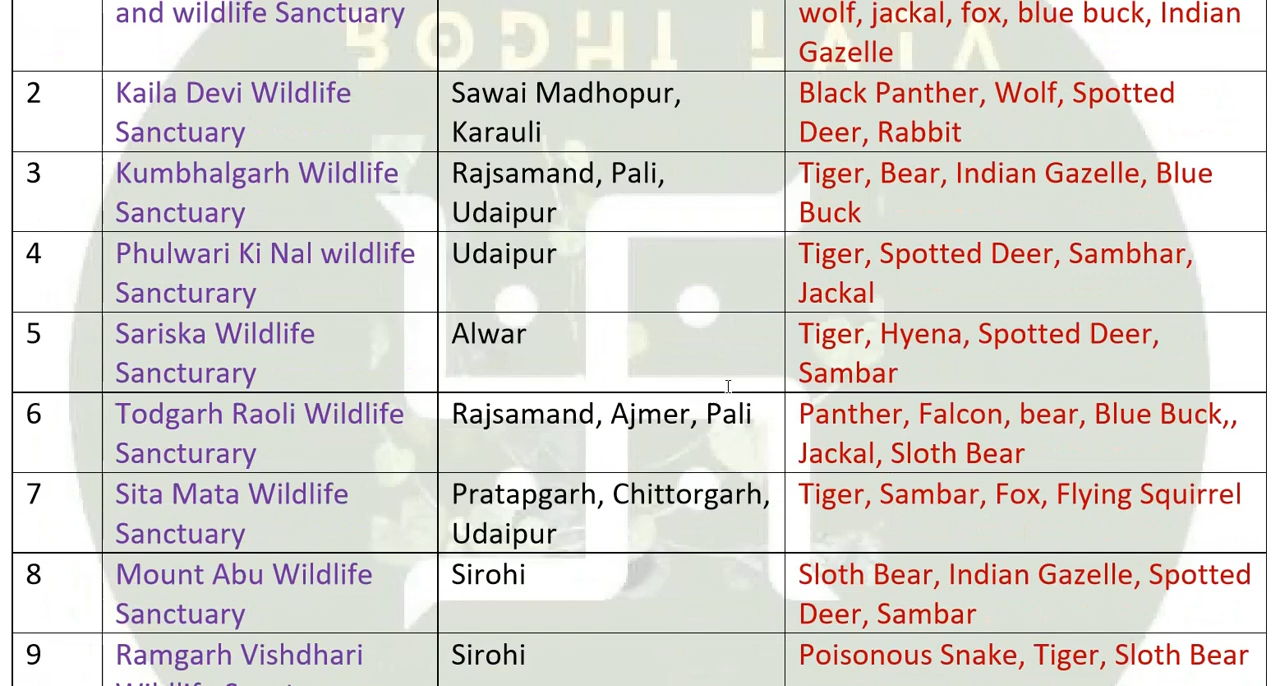 and wildlife Sanctuary
wolf, jackal, fox, blue buck, Indian
Gazelle
2
Kaila Devi Wildlife
Sanctuary
Sawai Madhopur,
Karauli
Black Panther, Wolf, Spotted
Deer, Rabbit
3
Kumbhalgarh Wildlife
Sanctuary
Rajsamand, Pali,
Udaipur
Tiger, Bear, Indian Gazelle, Blue
Buck
4
Phulwari Ki Nal wildlife
Sancturary
Udaipur
Tiger, Spotted Deer, Sambhar,
Jackal
5
Sariska Wildlife
Sancturary
Alwar
Tiger, Hyena, Spotted Deer,
Sambar
6
Todgarh Raoli Wildlife
Sancturary
Rajsamand, Ajmer, Pali
Panther, Falcon, bear, Blue Buck,,
Jackal, Sloth Bear
7
Sita Mata Wildlife
Sanctuary
Pratapgarh, Chittorgarh,
Udaipur
Tiger, Sambar, Fox, Flying Squirrel
8
Mount Abu Wildlife
Sanctuary
Sirohi
Sloth Bear, Indian Gazelle, Spotted
Deer, Sambar
9
Ramgarh Vishdhari
Sirohi
Poisonous Snake, Tiger, Sloth Bear